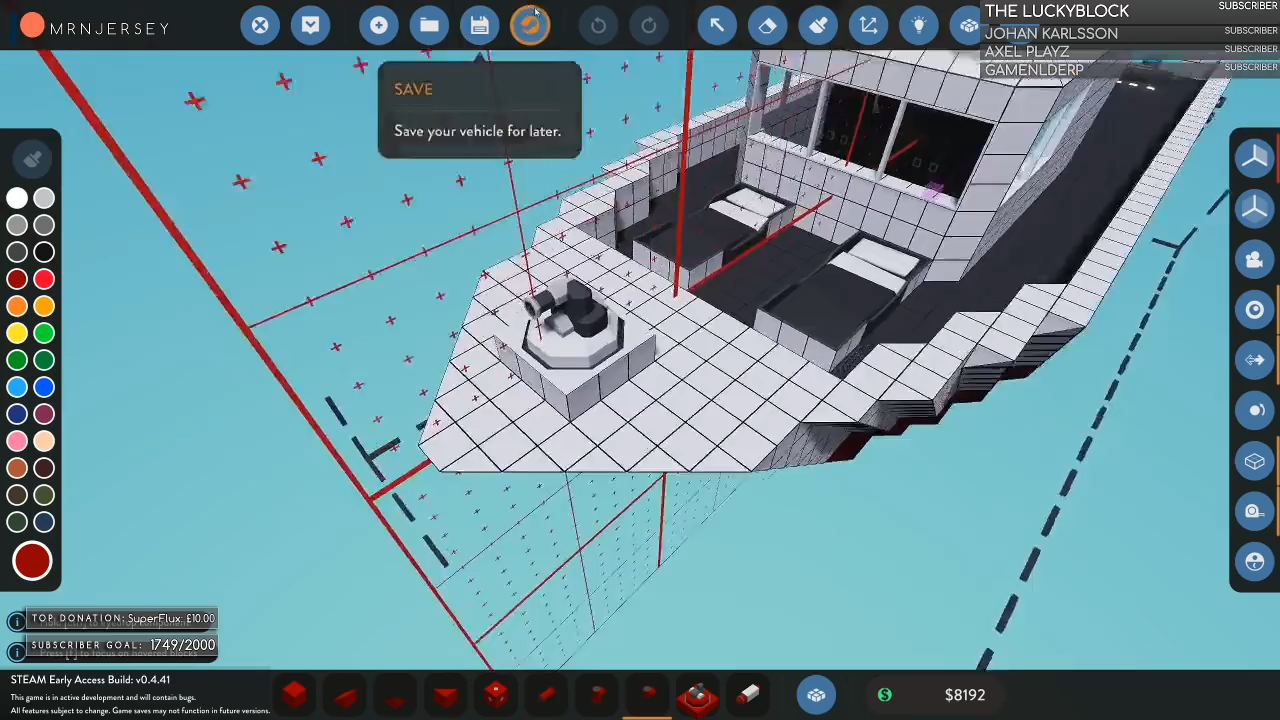 MRNJERSEY
THE LUCKYBLOCK
SUBSCRIBER
JOHAN KARLSSON
SUBSCRIBER
AXEL PLAYZ
SUBSCRIBER
GAMENLDERP
SUBSCRIBER
SAVE
Save your vehicle for later.
TOP DONATION: SuperFlux: £10.00
SUBSCRIBER GOAL: 1749/2000
STEAM Early Access Build: v0.4.41
This game is in active development and will contain bugs.
All features subject to change. Game saves may not function in future versions.
$8192